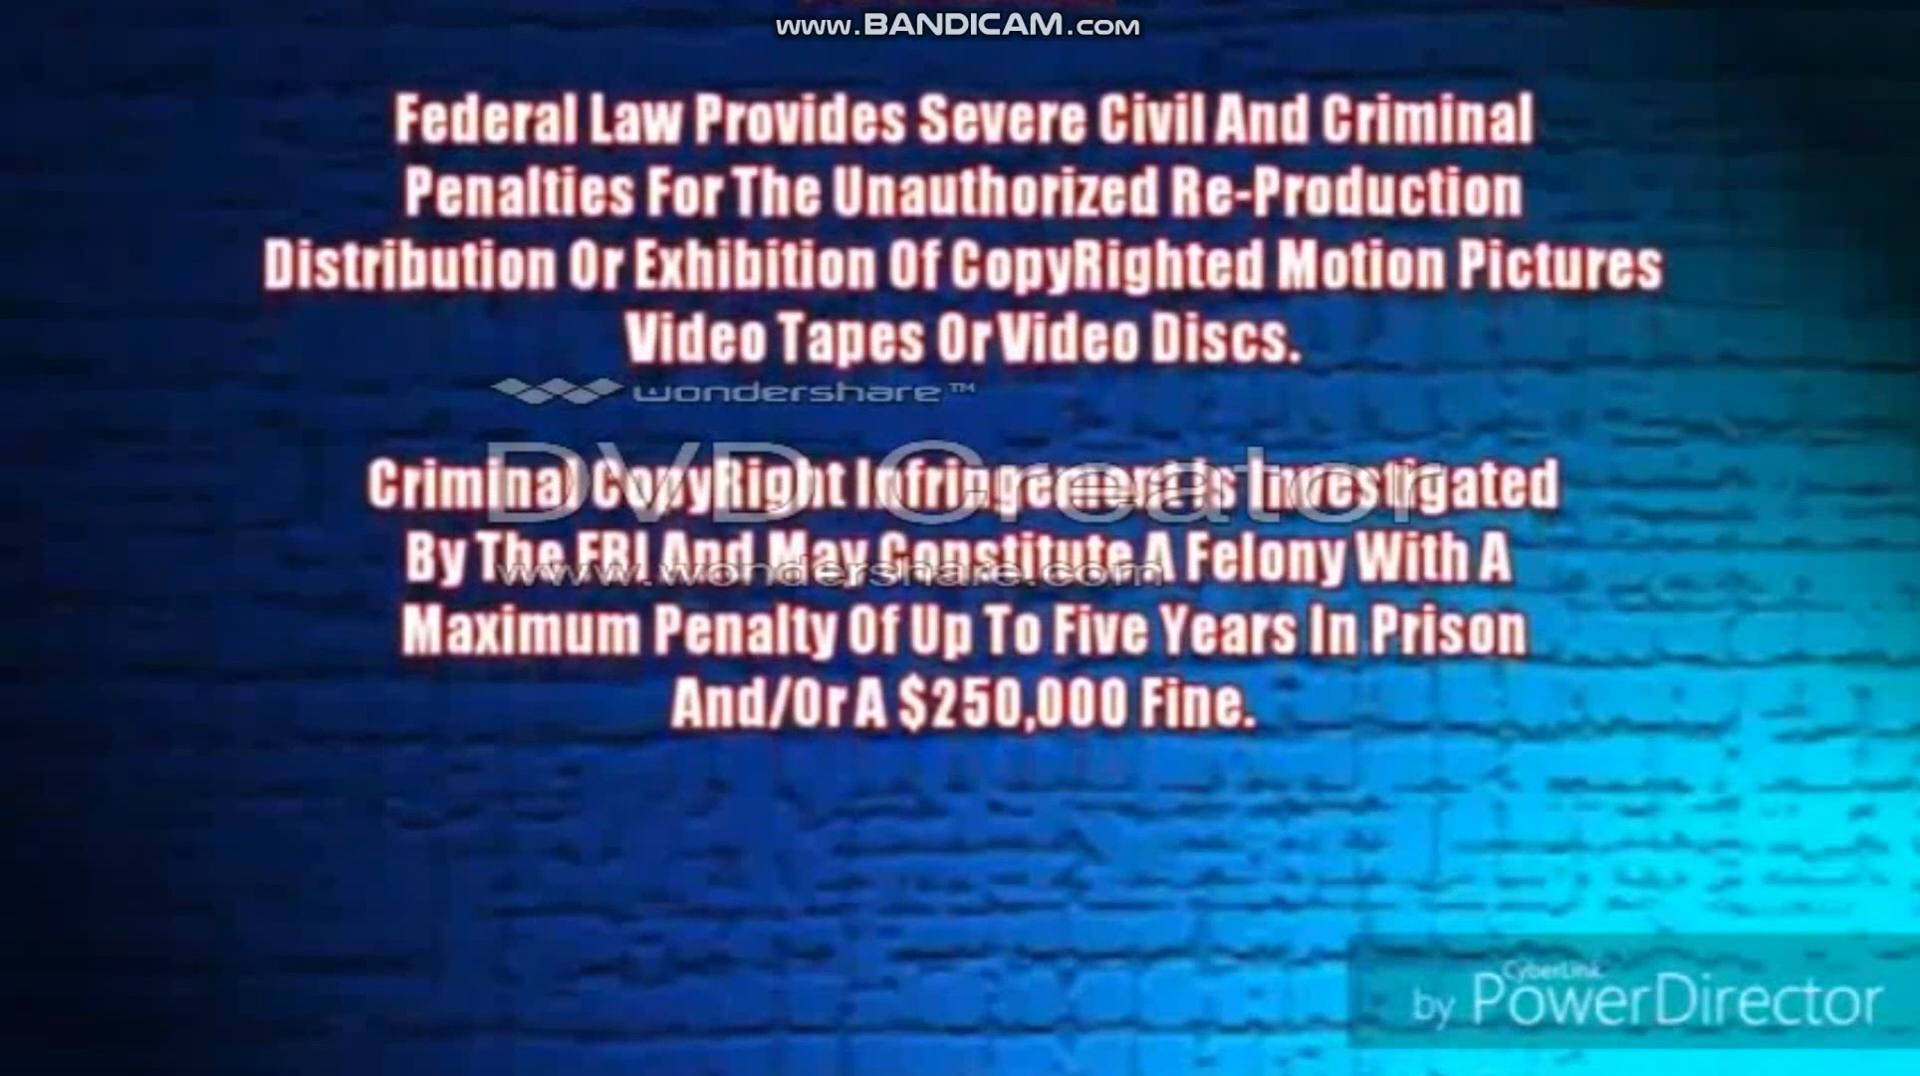 www.BANDICAM.com
Federal Law Provides Severe Civil And Criminal
Penalties For The Unauthorized Re-Production
Distribution Or Exhibition Of CopyRighted Motion Pictures
Video Tapes Or Video Discs.
wondershare™
DVD Creator
Criminal CopyRight Infringement Is Investigated
By The FBI And May Constitute A Felony With A
www.wondershare.com
Maximum Penalty Of Up To Five Years In Prison
And/Or A $250,000 Fine.
CyberLink
by PowerDirector